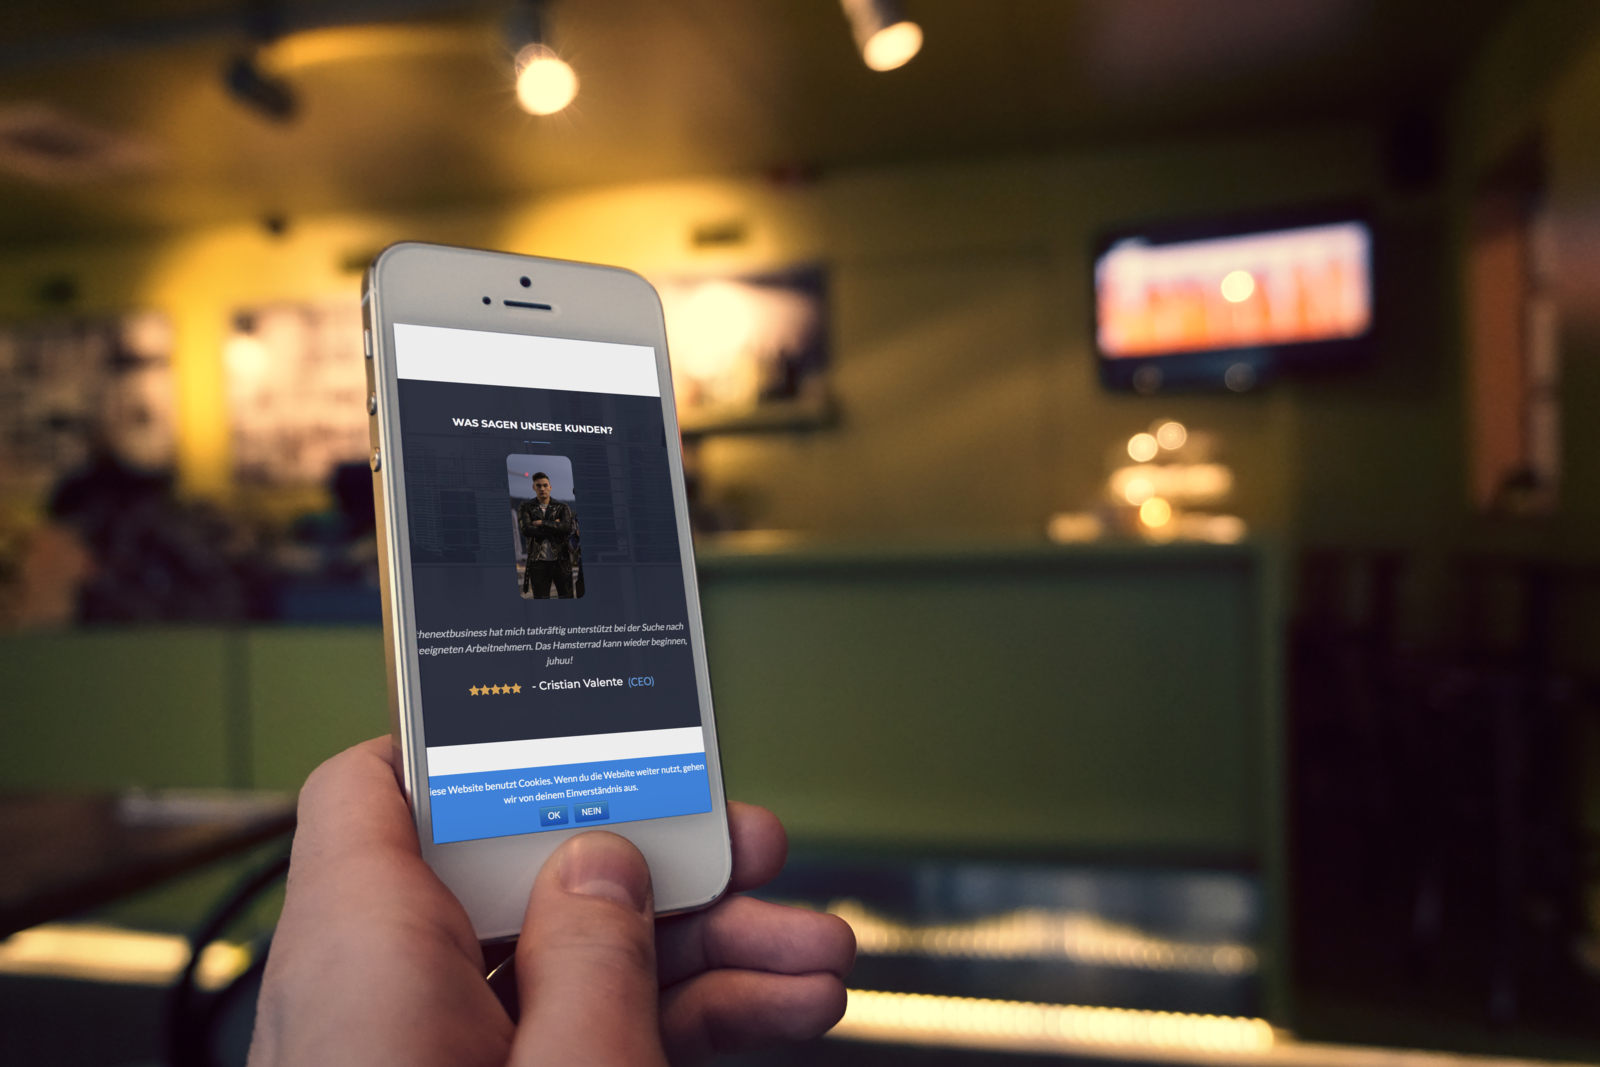 WAS SAGEN UNSERE KUNDEN?
thenextbusiness hat mich tatkräftig unterstützt bei der Suche nach
eeigneten Arbeitnehmern. Das Hamsterrad kann wieder beginnen,
juhuu!
- Cristian Valente (CEO)
iese Website benutzt Cookies. Wenn du die Website weiter nutzt, gehen
wir von deinem Einverständnis aus.
OK NEIN